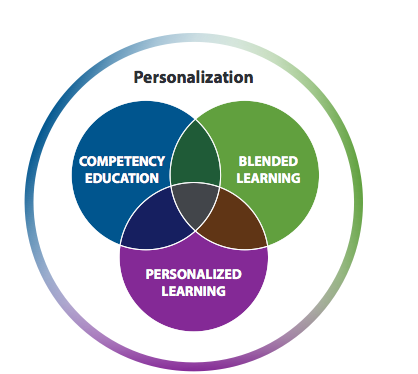 Personalization
COMPETENCY
EDUCATION
BLENDED
LEARNING
PERSONALIZED
LEARNING